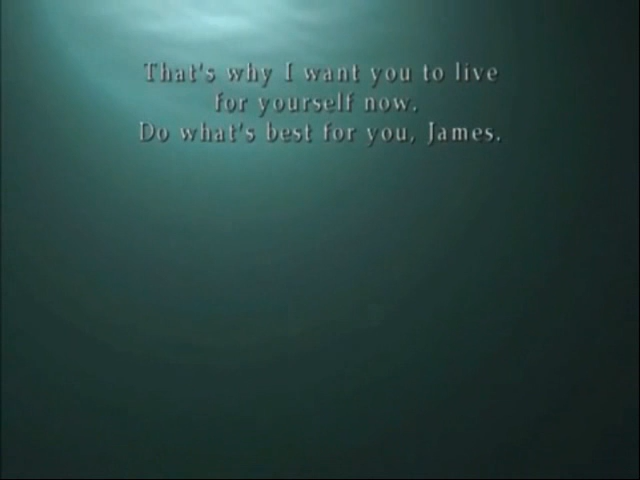 That's why I want you to live
for yourself now.
Do what's best for you, James.